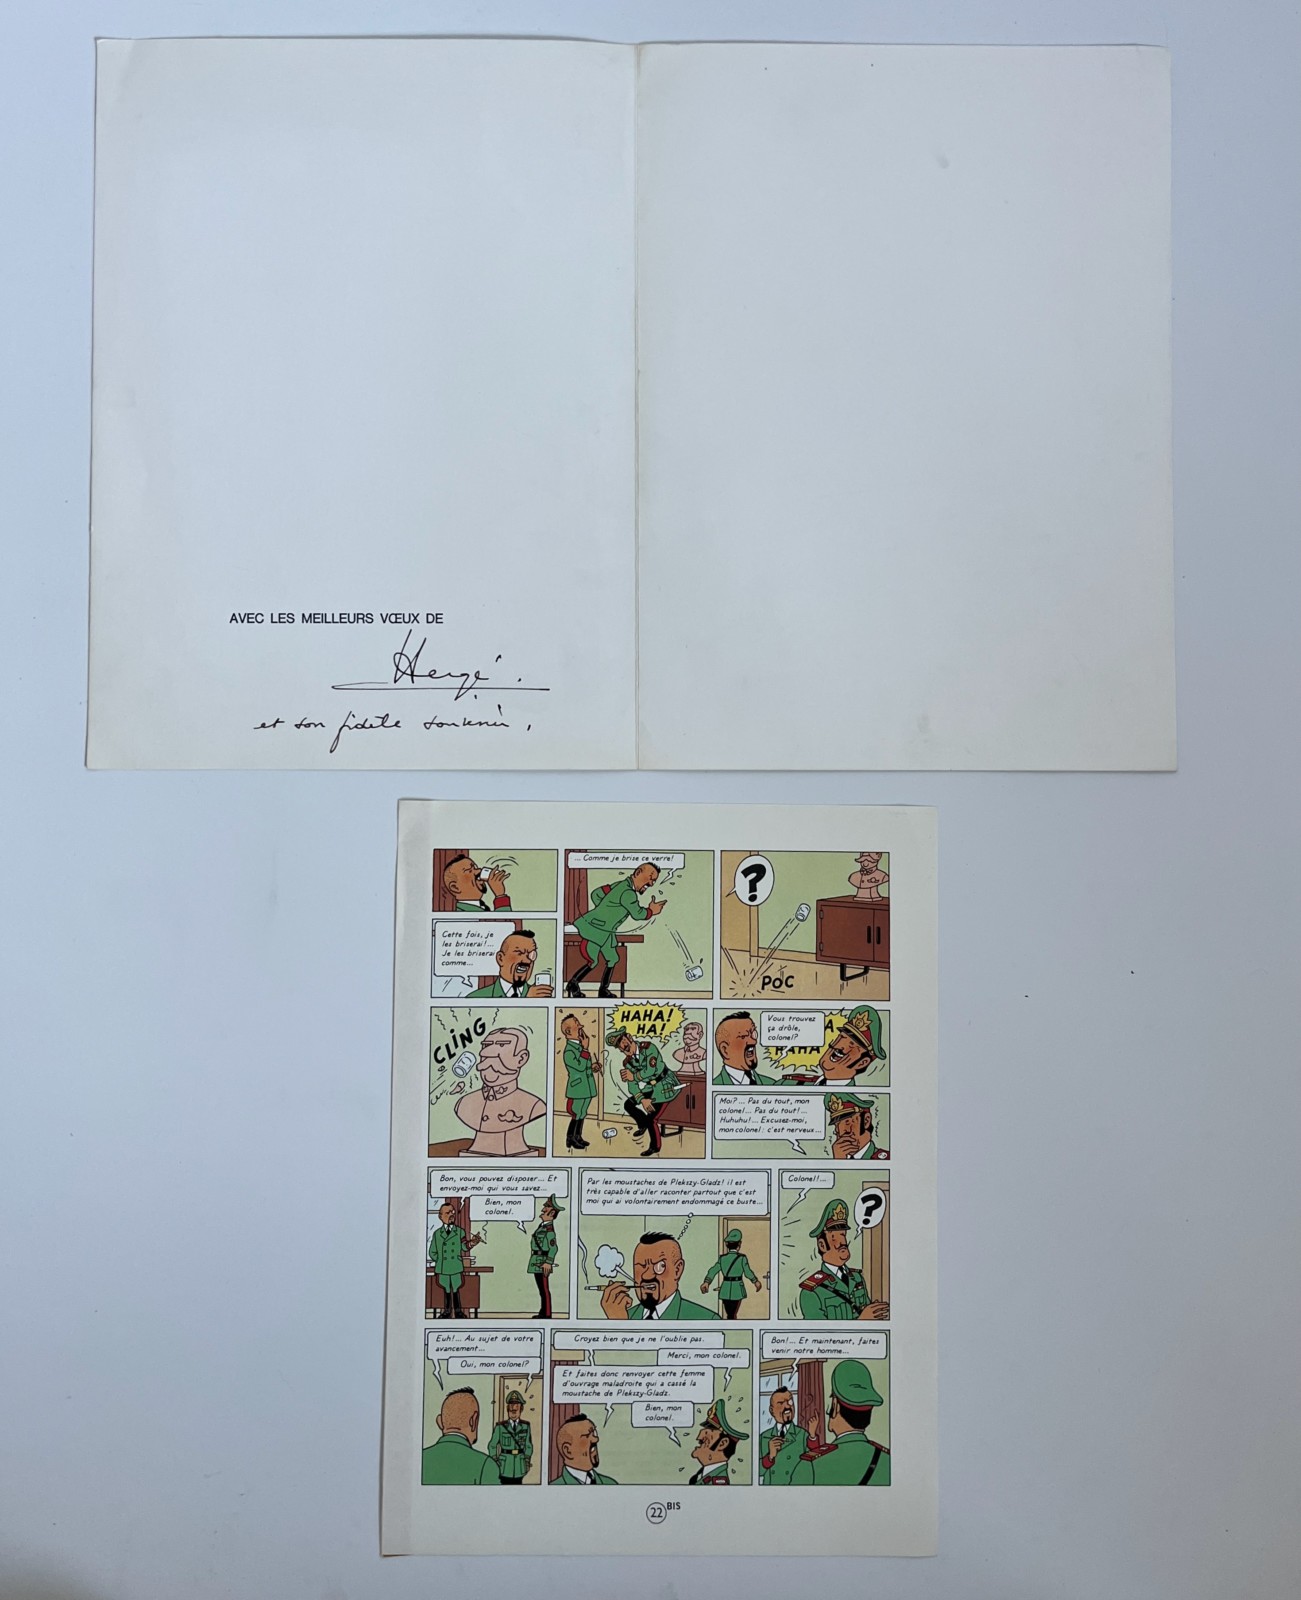 AVEC LES MEILLEURS VŒUX DE
Hergé.
et son fidèle souvenir,
... Comme je brise ce verre!
?
Cette fois, je
les briserai!...
Je les briserai
comme...
POC
CLING
HAHA!
HA!
Vous trouvez
ça drôle,
colonel?
HAHA
Moi?... Pas du tout, mon
colonel... Pas du tout!...
Huhuhu!... Excusez-moi,
mon colonel: c'est nerveux...
Bon, vous pouvez disposer... Et
envoyez-moi qui vous savez...
Bien, mon
colonel.
Par les moustaches de Plekszy-Gladz! il est
très capable d'aller raconter partout que c'est
moi qui ai volontairement endommagé ce buste...
Colonel!...
?
Euh!... Au sujet de votre
avancement...
Oui, mon colonel?
Croyez bien que je ne l'oublie pas.
Merci, mon colonel.
Et faites donc renvoyer cette femme
d'ouvrage maladroite qui a cassé la
moustache de Plekszy-Gladz.
Bien, mon
colonel.
Bon!... Et maintenant, faites
venir notre homme...
22 BIS